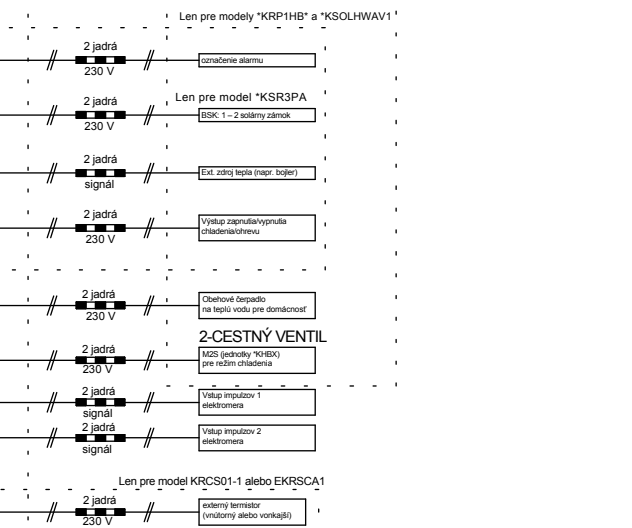 Len pre modely *KRP1HB* a *KSOLHWAV1
2 jadrá
230 V
označenie alarmu
Len pre model *KSR3PA
2 jadrá
230 V
BSK: 1 – 2 solárny zámok
2 jadrá
signál
Ext. zdroj tepla (napr. bojler)
2 jadrá
230 V
Výstup zapnutia/vypnutia
chladenia/ohrevu
2 jadrá
230 V
Obehové čerpadlo
na teplú vodu pre domácnosť
2-CESTNÝ VENTIL
2 jadrá
230 V
M2S (jednotky *KHBX)
pre režim chladenia
2 jadrá
signál
Vstup impulzov 1
elektromera
2 jadrá
signál
Vstup impulzov 2
elektromera
Len pre model KRCS01-1 alebo EKRSCA1
2 jadrá
230 V
externý termistor
(vnútorný alebo vonkajší)